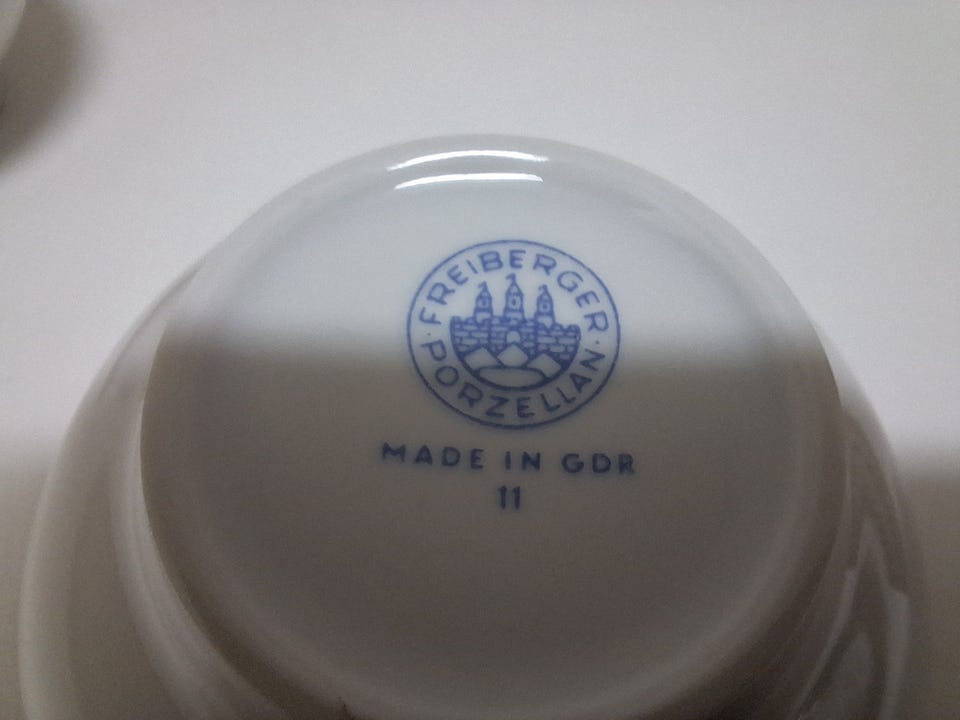 FREIBERGER
PORZELLAN
MADE IN GDR
11